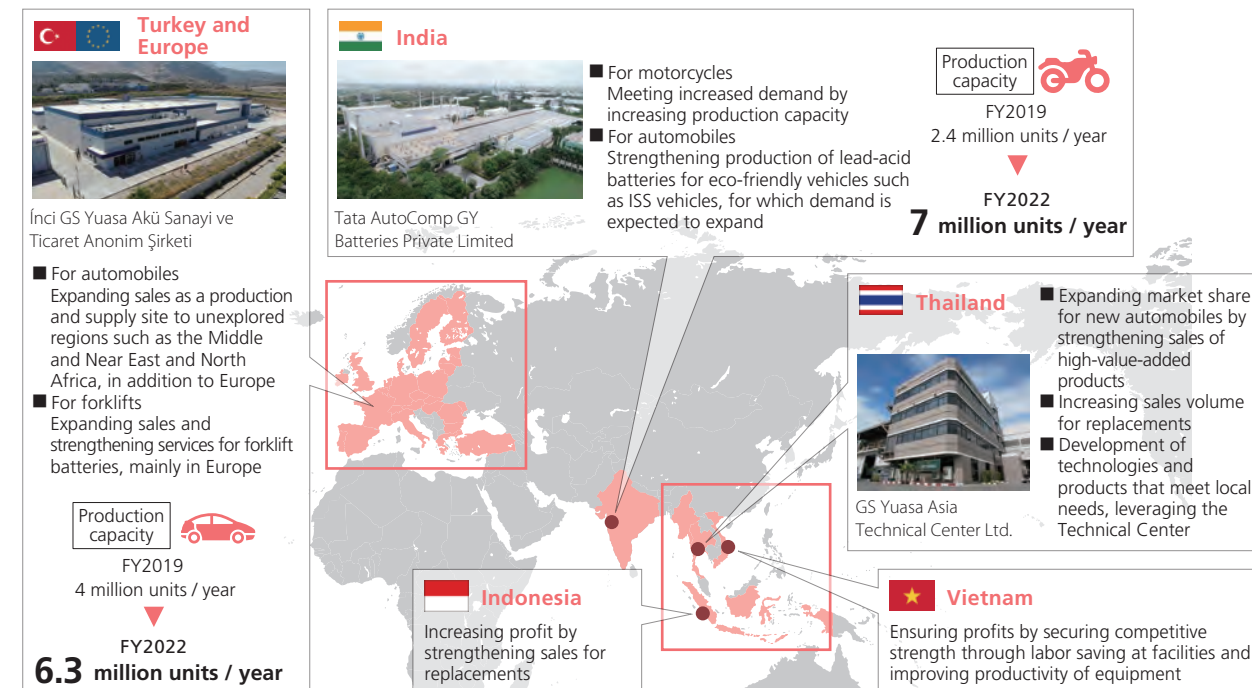 Turkey and
Europe
Ínci GS Yuasa Akü Sanayi ve
Ticaret Anonim Şirketi
■ For automobiles
Expanding sales as a production
and supply site to unexplored
regions such as the Middle
and Near East and North
Africa, in addition to Europe
■ For forklifts
Expanding sales and
strengthening services for forklift
batteries, mainly in Europe
Production
capacity
FY2019
4 million units / year
▼
FY2022
6.3 million units / year
India
Tata AutoComp GY
Batteries Private Limited
■ For motorcycles
Meeting increased demand by
increasing production capacity
■ For automobiles
Strengthening production of lead-acid
batteries for eco-friendly vehicles such
as ISS vehicles, for which demand is
expected to expand
Production
capacity
FY2019
2.4 million units / year
▼
FY2022
7 million units / year
Thailand
GS Yuasa Asia
Technical Center Ltd.
■ Expanding market share
for new automobiles by
strengthening sales of
high-value-added
products
■ Increasing sales volume
for replacements
■ Development of
technologies and
products that meet local
needs, leveraging the
Technical Center
Indonesia
Increasing profit by
strengthening sales for
replacements
Vietnam
Ensuring profits by securing competitive
strength through labor saving at facilities and
improving productivity of equipment